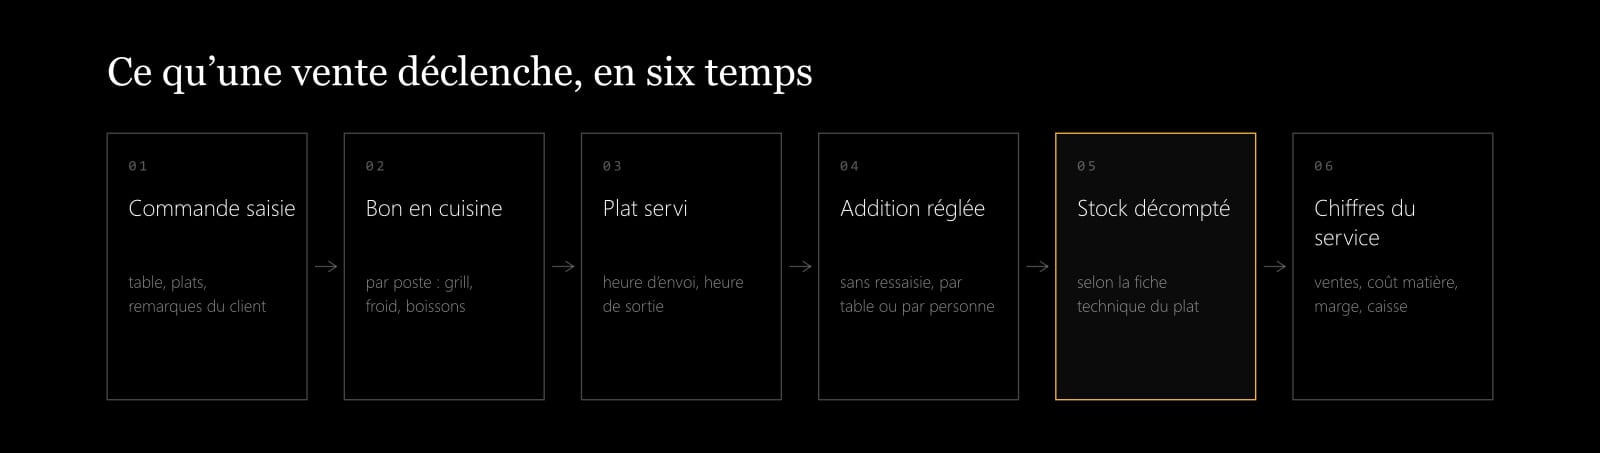 Ce qu’une vente déclenche, en six temps
01
Commande saisie
table, plats,
remarques du client
02
Bon en cuisine
par poste : grill,
froid, boissons
03
Plat servi
heure d’envoi, heure
de sortie
04
Addition réglée
sans ressaisie, par
table ou par personne
05
Stock décompté
selon la fiche
technique du plat
06
Chiffres du
service
ventes, coût matière,
marge, caisse